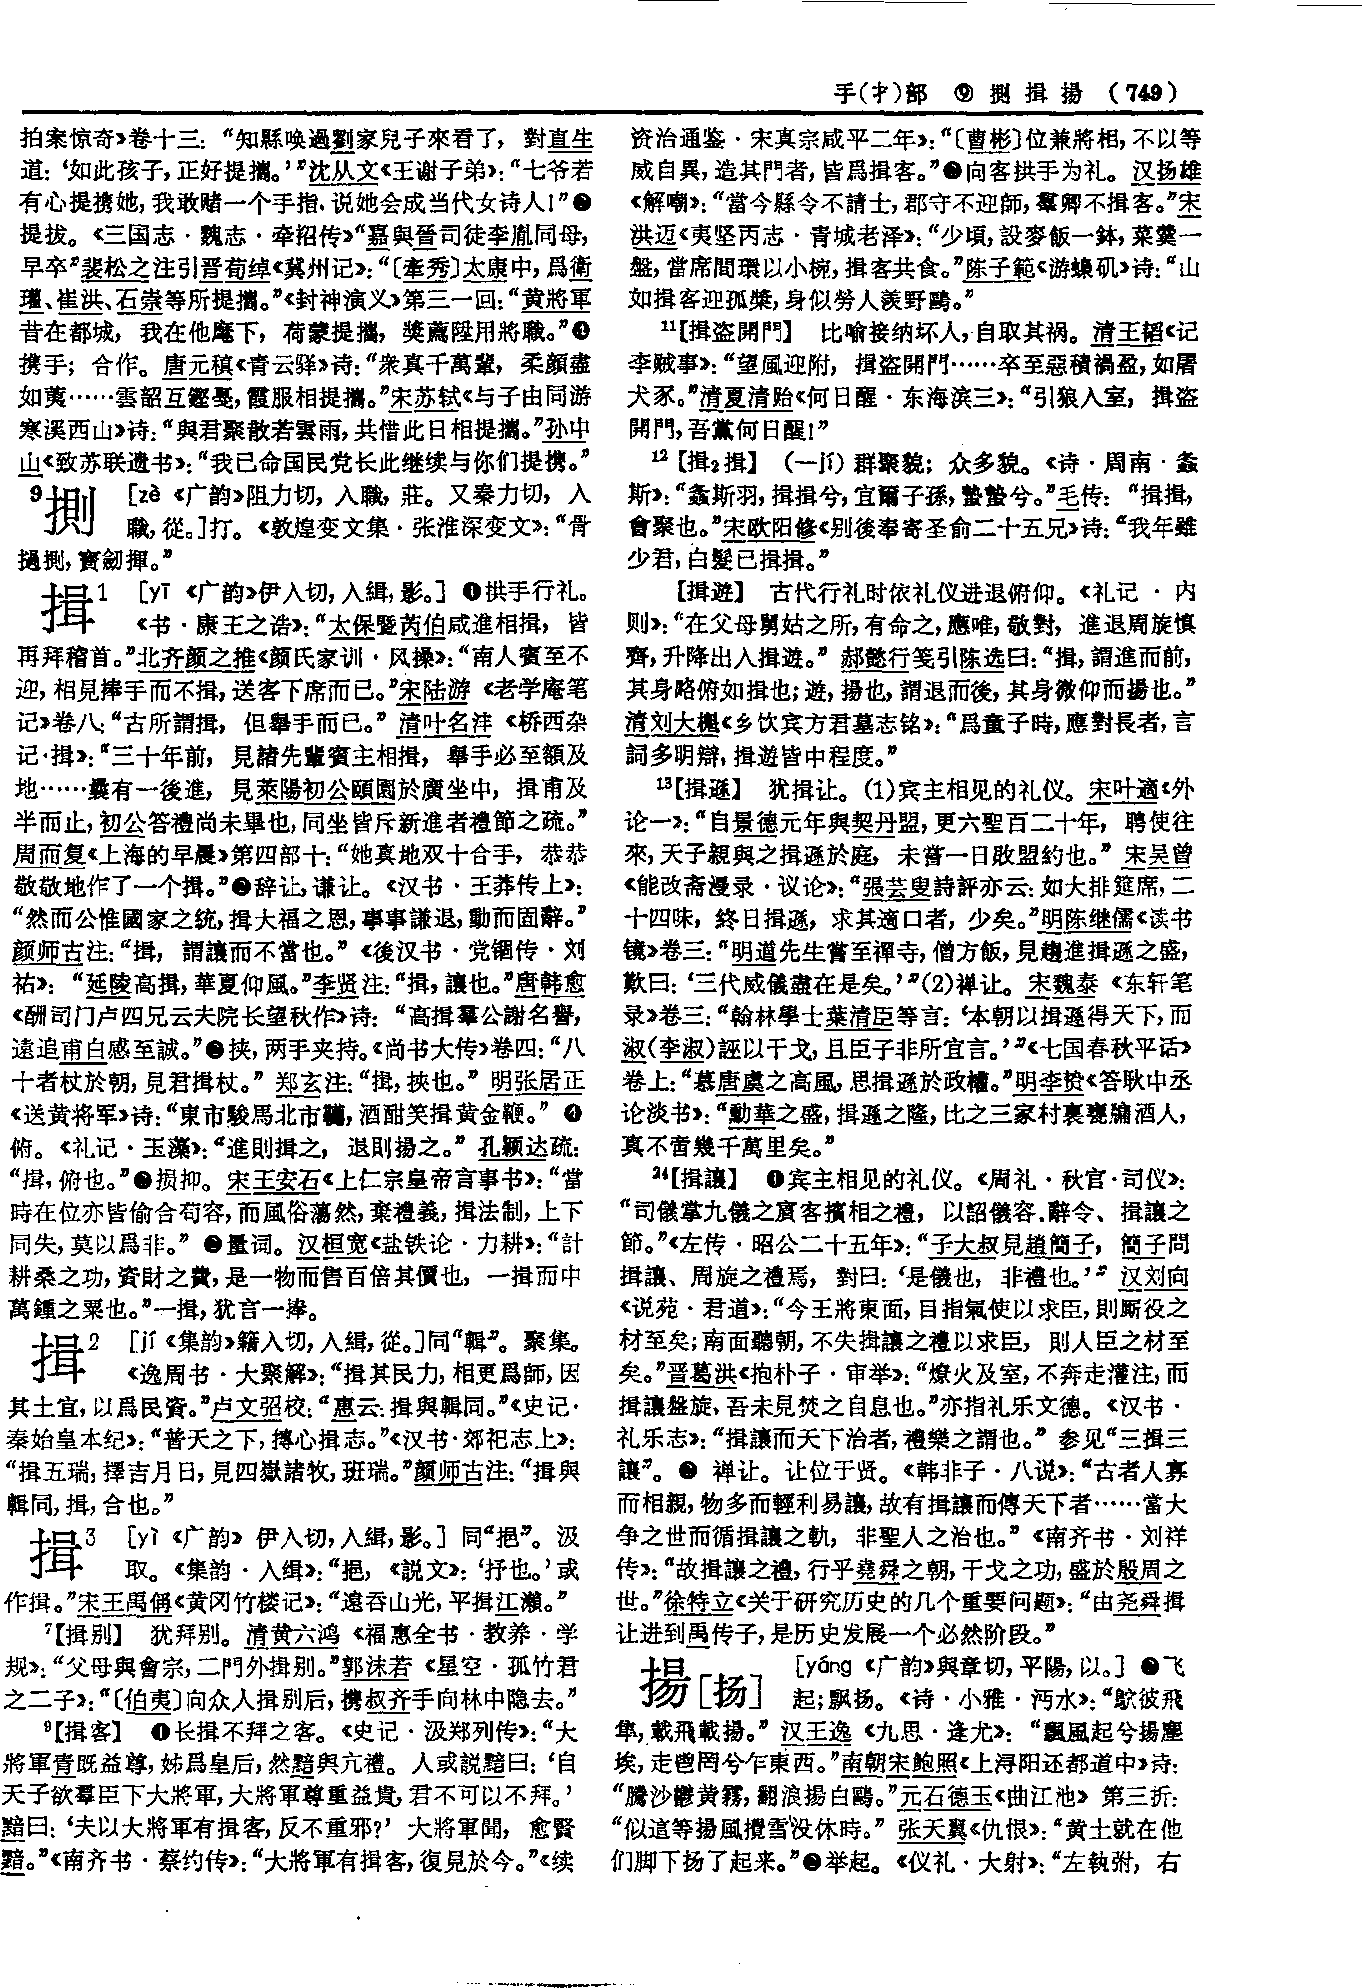 手(扌)部 ⑨ 捌揖揚 (749)
拍案惊奇》卷十三：“知縣唤過劉家兒子來看了，對直生
道：‘如此孩子，正好提攜。’”沈从文《王谢子弟》：“七爷若
有心提携她，我敢赌一个手指，说她会成当代女诗人！”❸
提拔。《三国志·魏志·牵招传》“嘉與晉司徒李胤同母，
早卒”裴松之注引晋荀绰《冀州记》：“〔牽秀〕太康中，爲衛
瓘、崔洪、石崇等所提攜。”《封神演义》第三一回：“黄將軍
昔在都城，我在他麾下，荷蒙提攜，獎薦陞用將職。”❹
携手；合作。唐元稹《青云驿》诗：“衆真千萬輩，柔顔盡
如荑……雲韶互鏗戛，霞服相提攜。”宋苏轼《与子由同游
寒溪西山》诗：“與君聚散若雲雨，共惜此日相提攜。”孙中
山《致苏联遗书》：“我已命国民党长此继续与你们提携。”
9捌 [zè 《广韵》阻力切，入職，莊。又秦力切，入
職，從。]打。《敦煌变文集·张淮深变文》：“骨
撾捌，寶劒揮。”
揖1 [yī 《广韵》伊入切，入緝，影。] ❶拱手行礼。
《书·康王之诰》：“太保暨芮伯咸進相揖，皆
再拜稽首。”北齐颜之推《颜氏家训·风操》：“南人賓至不
迎，相見捧手而不揖，送客下席而已。”宋陆游《老学庵笔
记》卷八：“古所謂揖，但舉手而已。”清叶名沣《桥西杂
记·揖》：“三十年前，見諸先輩賓主相揖，舉手必至額及
地……曩有一後進，見萊陽初公頤園於廣坐中，揖甫及
半而止，初公答禮尚未畢也，同坐皆斥新進者禮節之疏。”
周而复《上海的早晨》第四部十：“她真地双十合手，恭恭
敬敬地作了一个揖。”❷辞让，谦让。《汉书·王莽传上》：
“然而公惟國家之統，揖大福之恩，事事謙退，動而固辭。”
颜师古注：“揖，謂讓而不當也。”《後汉书·党锢传·刘
祐》：“延陵高揖，華夏仰風。”李贤注：“揖，讓也。”唐韩愈
《酬司门卢四兄云夫院长望秋作》诗：“高揖羣公謝名譽，
遠追甫白感至諴。”❸挟，两手夹持。《尚书大传》卷四：“八
十者杖於朝，見君揖杖。”郑玄注：“揖，挾也。”明张居正
《送黄将军》诗：“東市駿馬北市韉，酒酣笑揖黄金鞭。”❹
俯。《礼记·玉藻》：“進則揖之，退則揚之。”孔颖达疏：
“揖，俯也。”❺损抑。宋王安石《上仁宗皇帝言事书》：“當
時在位亦皆偷合苟容，而風俗蕩然，棄禮義，揖法制，上下
同失，莫以爲非。”❻量词。汉桓宽《盐铁论·力耕》：“計
耕桑之功，資財之費，是一物而售百倍其價也，一揖而中
萬鍾之粟也。”一揖，犹言一捧。
揖2 [jí 《集韵》籍入切，入緝，從。]同“輯”。聚集。
《逸周书·大聚解》：“揖其民力，相更爲師，因
其土宜，以爲民資。”卢文弨校：“惠云：揖與輯同。”《史记·
秦始皇本纪》：“普天之下，摶心揖志。”《汉书·郊祀志上》：
“揖五瑞，擇吉月日，見四嶽諸牧，班瑞。”颜师古注：“揖與
輯同，揖，合也。”
揖3 [yì 《广韵》伊入切，入緝，影。] 同“挹”。汲
取。《集韵·入缉》：“挹，《説文》：‘抒也。’或
作揖。”宋王禹偁《黄冈竹楼记》：“遠吞山光，平揖江瀨。”
7【揖别】 犹拜别。清黄六鸿《福惠全书·教养·学
规》：“父母與會宗，二門外揖别。”郭沫若《星空·孤竹君
之二子》：“〔伯夷〕向众人揖别后，携叔齐手向林中隐去。”
9【揖客】 ❶长揖不拜之客。《史记·汲郑列传》：“大
將軍青既益尊，姊爲皇后，然黯與亢禮。人或説黯曰：‘自
天子欲羣臣下大將軍，大將軍尊重益貴，君不可以不拜。’
黯曰：‘夫以大將軍有揖客，反不重邪？’大將軍聞，愈賢
黯。”《南齐书·蔡约传》：“大將軍有揖客，復見於今。”《续
资治通鉴·宋真宗咸平二年》：“〔曹彬〕位兼將相，不以等
威自異，造其門者，皆爲揖客。”❷向客拱手为礼。汉扬雄
《解嘲》：“當今縣令不請士，郡守不迎師，羣卿不揖客。”宋
洪迈《夷坚丙志·青城老泽》：“少頃，設麥飯一鉢，菜羹一
盤，當席間環以小椀，揖客共食。”陈子範《游蟂矶》诗：“山
如揖客迎孤槳，身似勞人羨野鷗。”
11【揖盗開門】 比喻接纳坏人，自取其祸。清王韬《记
李贼事》：“望風迎附，揖盗開門……卒至惡積禍盈，如屠
犬豕。”清夏清贻《何日醒·东海滨三》：“引狼入室，揖盗
開門，吾黨何日醒！”
12【揖2揖】 (一jí) 群聚貌；众多貌。《诗·周南·螽
斯》：“螽斯羽，揖揖兮，宜爾子孫，蟄蟄兮。”毛传：“揖揖，
會聚也。”宋欧阳修《别後奉寄圣俞二十五兄》诗：“我年雖
少君，白髮已揖揖。”
【揖遊】 古代行礼时依礼仪进退俯仰。《礼记·内
则》：“在父母舅姑之所，有命之，應唯，敬對，進退周旋慎
齊，升降出入揖遊。”郝懿行笺引陈选曰：“揖，謂進而前，
其身略俯如揖也；遊，揚也，謂退而後，其身微仰而揚也。”
清刘大櫆《乡饮宾方君墓志铭》：“爲童子時，應對長者，言
詞多明辯，揖遊皆中程度。”
13【揖遜】 犹揖让。(1)宾主相见的礼仪。宋叶適《外
论一》：“自景德元年與契丹盟，更六聖百二十年，聘使往
來，天子親與之揖遜於庭，未嘗一日敗盟約也。”宋吴曾
《能改斋漫录·议论》：“張芸叟詩評亦云：如大排筵席，二
十四味，終日揖遜，求其適口者，少矣。”明陈继儒《读书
镜》卷三：“明道先生嘗至禪寺，僧方飯，見趨進揖遜之盛，
歎曰：‘三代威儀盡在是矣。’”(2)禅让。宋魏泰《东轩笔
录》卷三：“翰林學士葉清臣等言：‘本朝以揖遜得天下，而
淑(李淑)誣以干戈，且臣子非所宜言。’”《七国春秋平话》
卷上：“慕唐虞之高風，思揖遜於政權。”明李贽《答耿中丞
论淡书》：“勳華之盛，揖遜之隆，比之三家村裏甕牖酒人，
真不啻幾千萬里矣。”
24【揖讓】 ❶宾主相见的礼仪。《周礼·秋官·司仪》：
“司儀掌九儀之賓客擯相之禮，以詔儀容、辭令、揖讓之
節。”《左传·昭公二十五年》：“子大叔見趙簡子，簡子問
揖讓、周旋之禮焉，對曰：‘是儀也，非禮也。’”汉刘向
《说苑·君道》：“今王將東面，目指氣使以求臣，則厮役之
材至矣；南面聽朝，不失揖讓之禮以求臣，則人臣之材至
矣。”晋葛洪《抱朴子·审举》：“燎火及室，不奔走灌注，而
揖讓盤旋，吾未見焚之自息也。”亦指礼乐文德。《汉书·
礼乐志》：“揖讓而天下治者，禮樂之謂也。”参见“三揖三
讓”。❷ 禅让。让位于贤。《韩非子·八说》：“古者人寡
而相親，物多而輕利易讓，故有揖讓而傳天下者……當大
争之世而循揖讓之軌，非聖人之治也。”《南齐书·刘祥
传》：“故揖讓之禮，行乎堯舜之朝，干戈之功，盛於殷周之
世。”徐特立《关于研究历史的几个重要问题》：“由尧舜揖
让进到禹传子，是历史发展一个必然阶段。”
揚[扬] [yáng 《广韵》與章切，平陽，以。] ❶飞
起；飘扬。《诗·小雅·沔水》：“鴥彼飛
隼，載飛載揚。”汉王逸《九思·逢尤》：“飄風起兮揚塵
埃，走鬯罔兮乍東西。”南朝宋鲍照《上浔阳还都道中》诗：
“騰沙鬱黄霧，翻浪揚白鷗。”元石德玉《曲江池》第三折：
“似這等揚風攪雪没休時。”张天翼《仇恨》：“黄土就在他
们脚下扬了起来。”❷举起。《仪礼·大射》：“左執弣，右